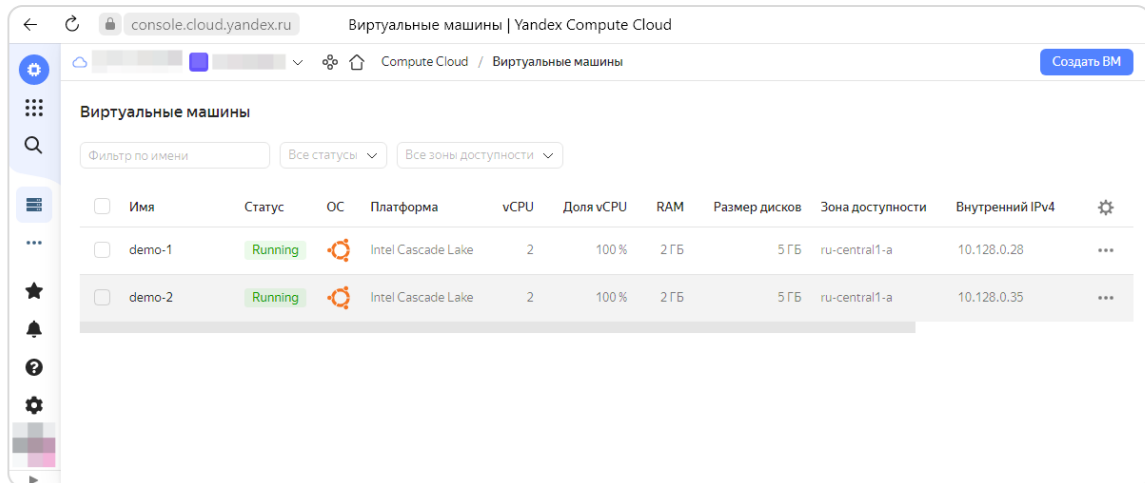 console.cloud.yandex.ru Виртуальные машины | Yandex Compute Cloud
Compute Cloud / Виртуальные машины Создать ВМ
Виртуальные машины
Фильтр по имени Все статусы Все зоны доступности
Имя Статус ОС Платформа vCPU Доля vCPU RAM Размер дисков Зона доступности Внутренний IPv4
demo-1 Running Intel Cascade Lake 2 100 % 2 ГБ 5 ГБ ru-central1-a 10.128.0.28
demo-2 Running Intel Cascade Lake 2 100 % 2 ГБ 5 ГБ ru-central1-a 10.128.0.35